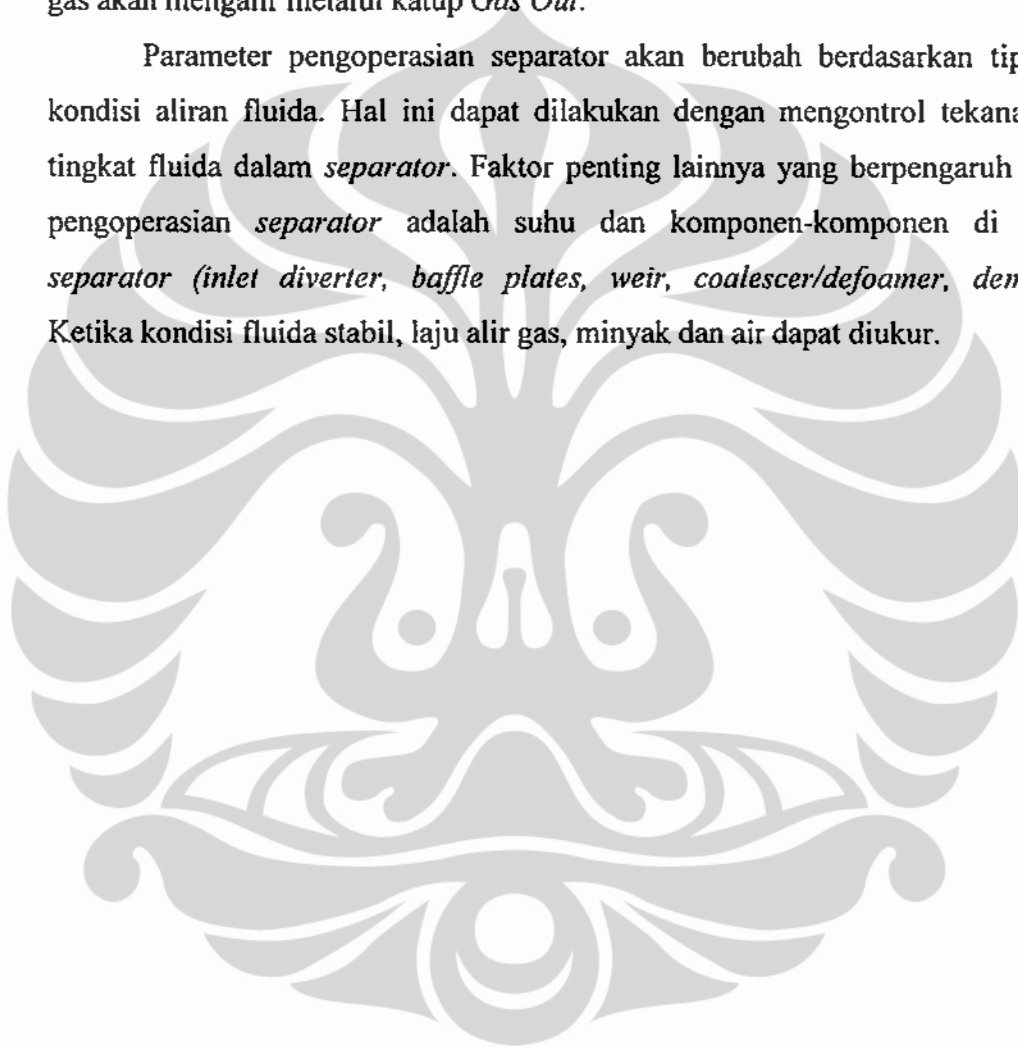 gas akan mengalir melalui katup Gas Out.
Parameter pengoperasian separator akan berubah berdasarkan tip
kondisi aliran fluida. Hal ini dapat dilakukan dengan mengontrol tekana
tingkat fluida dalam separator. Faktor penting lainnya yang berpengaruh
pengoperasian separator adalah suhu dan komponen-komponen di
separator (inlet diverter, baffle plates, weir, coalescer/defoamer, dem
Ketika kondisi fluida stabil, laju alir gas, minyak dan air dapat diukur.